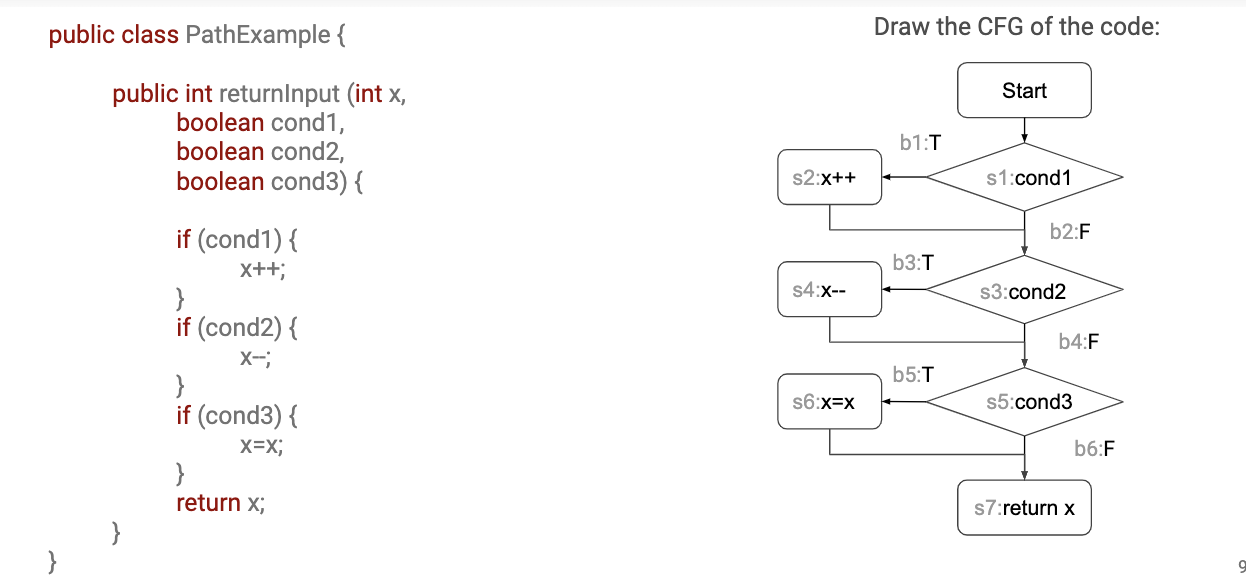 public class PathExample {
public int returnInput (int x,
boolean cond1,
boolean cond2,
boolean cond3) {
if (cond1) {
x++;
}
if (cond2) {
x--;
}
if (cond3) {
x=x;
}
return x;
}
}
Draw the CFG of the code:
Start
b1:T
s2:x++
s1:cond1
b2:F
b3:T
s4:x--
s3:cond2
b4:F
b5:T
s6:x=x
s5:cond3
b6:F
s7:return x
9